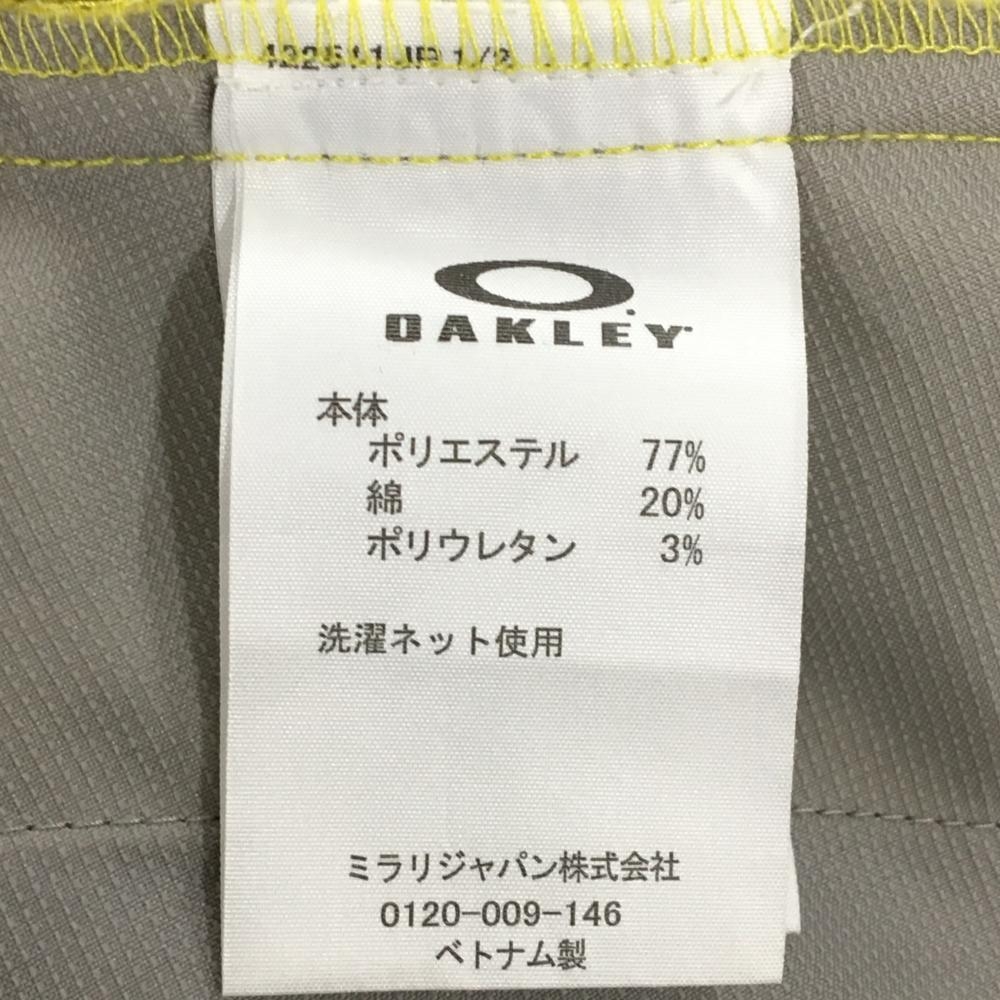 OAKLEY
本体
ポリエステル 77%
綿 20%
ポリウレタン 3%
洗濯ネット使用
ミラリジャパン株式会社
0120-009-146
ベトナム製